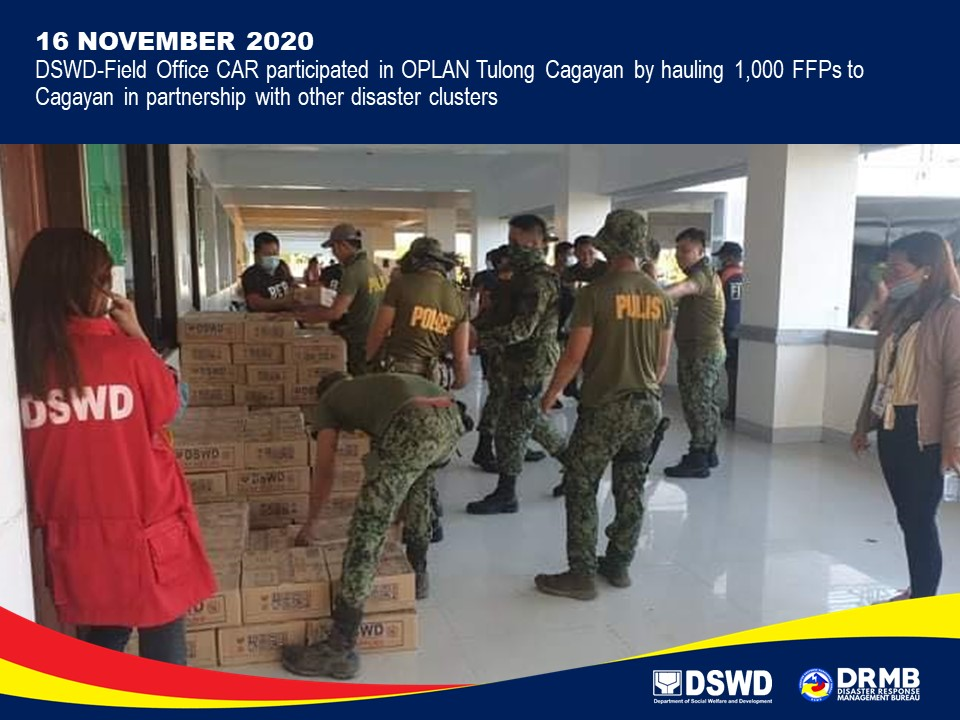 16 NOVEMBER 2020
DSWD-Field Office CAR participated in OPLAN Tulong Cagayan by hauling 1,000 FFPs to
Cagayan in partnership with other disaster clusters
DSWD
POLICE
PULIS
DSWD
DSWD
DSWD
DSWD
DSWD
Department of Social Welfare and Development
DRMB
DISASTER RESPONSE
MANAGEMENT BUREAU